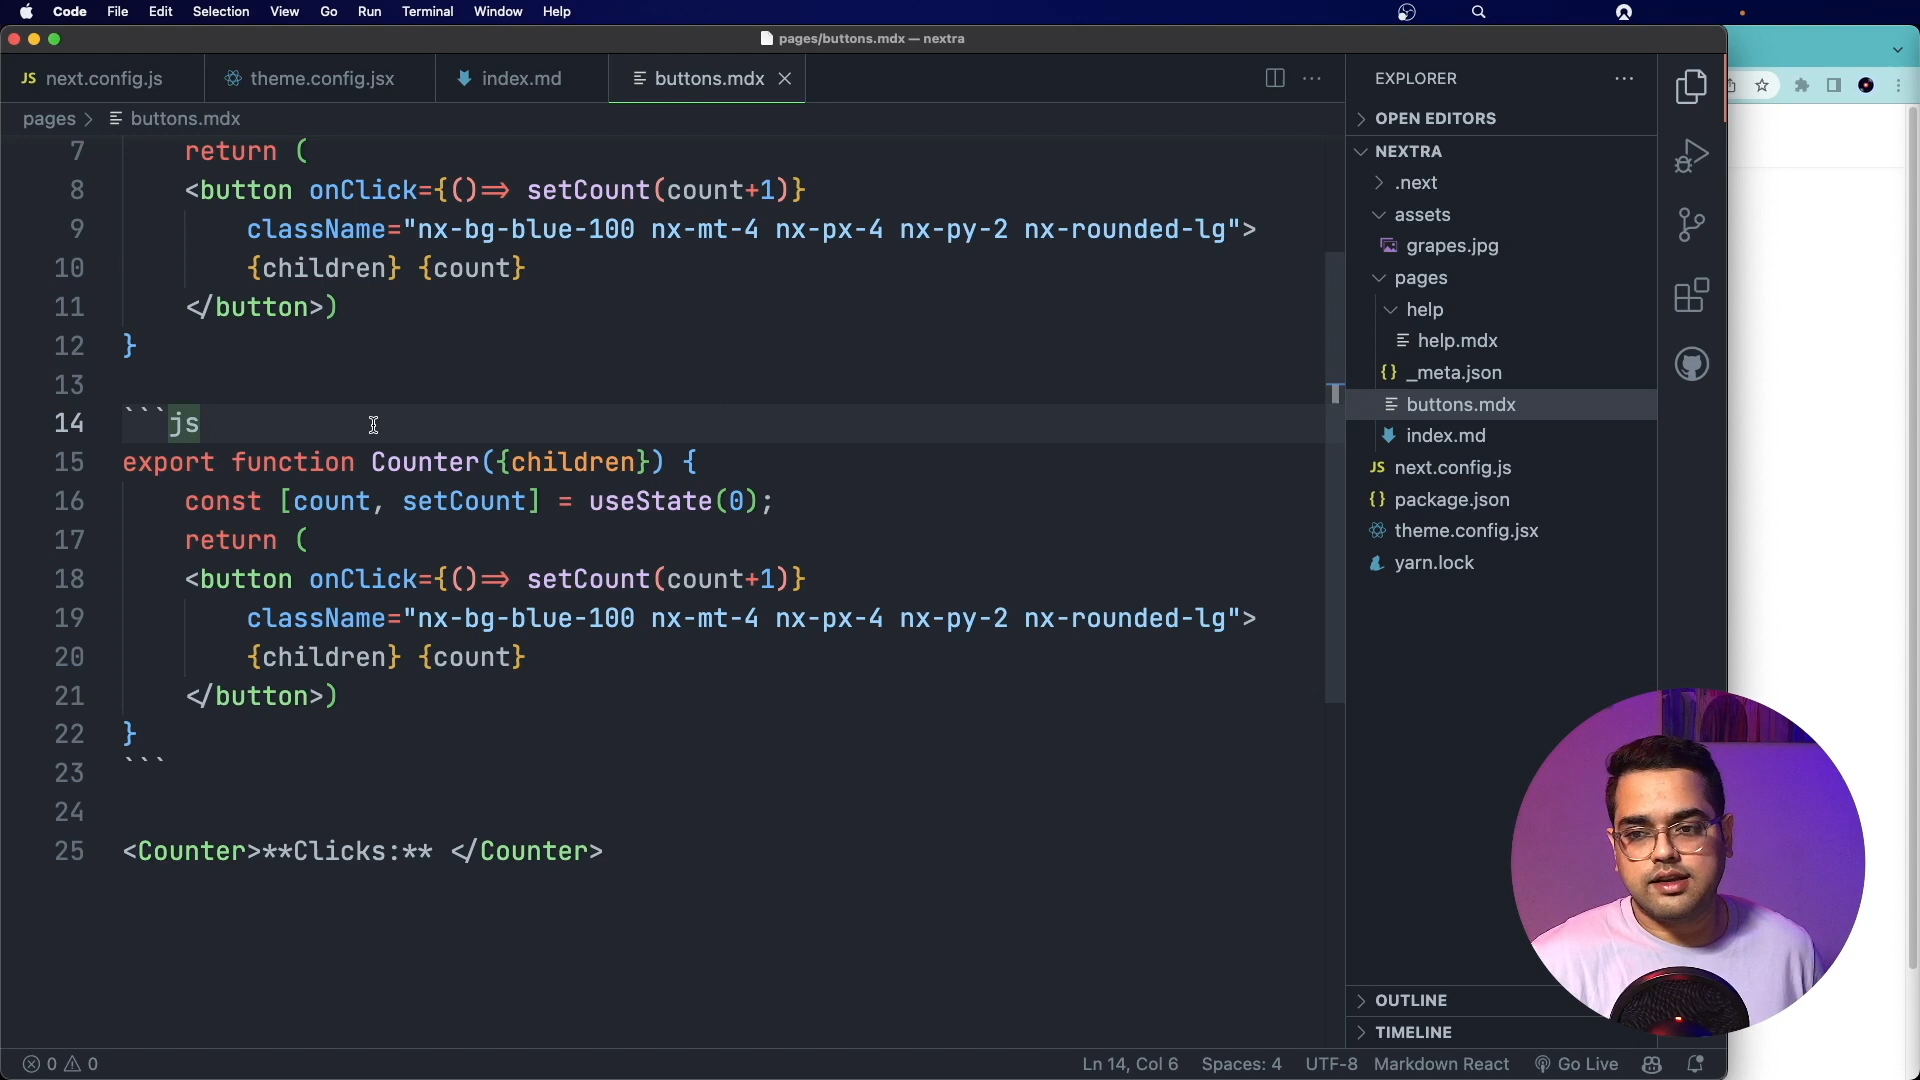 Code File Edit Selection View Go Run Terminal Window Help
pages/buttons.mdx — nextra
JS next.config.js theme.config.jsx index.md buttons.mdx
pages > buttons.mdx
7 return (
8 <button onClick={()=> setCount(count+1)}
9 className="nx-bg-blue-100 nx-mt-4 nx-px-4 nx-py-2 nx-rounded-lg">
10 {children} {count}
11 </button>)
12 }
13
14 ```js
15 export function Counter({children}) {
16 const [count, setCount] = useState(0);
17 return (
18 <button onClick={()=> setCount(count+1)}
19 className="nx-bg-blue-100 nx-mt-4 nx-px-4 nx-py-2 nx-rounded-lg">
20 {children} {count}
21 </button>)
22 }
23 ```
24
25 <Counter>**Clicks:** </Counter>
EXPLORER
OPEN EDITORS
NEXTRA
.next
assets
grapes.jpg
pages
help
help.mdx
{} _meta.json
buttons.mdx
index.md
JS next.config.js
{} package.json
theme.config.jsx
yarn.lock
OUTLINE
TIMELINE
0 0 Ln 14, Col 6 Spaces: 4 UTF-8 Markdown React Go Live